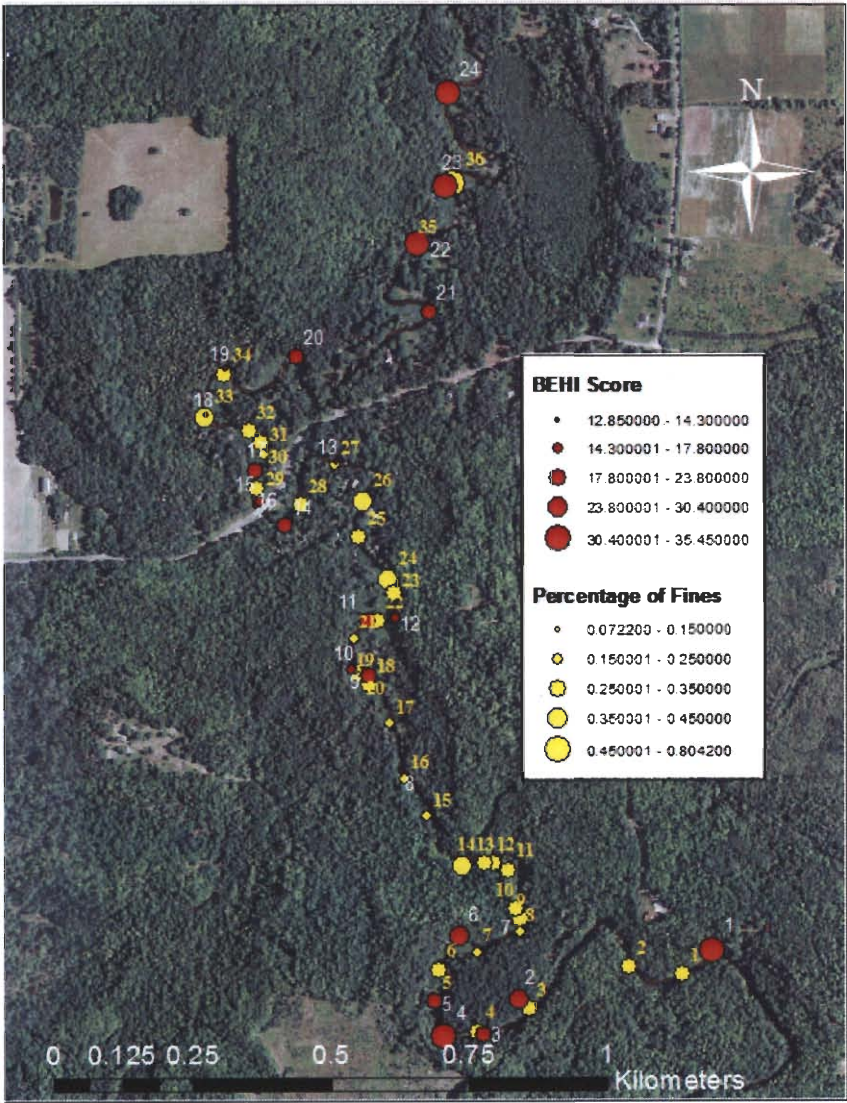 24
N
23 36
35
22
21
20
19 34
18 33
32
31
30
13 27
29
28
26
25
24
23
22
11
12
10
19
18
9
20
17
16
8
15
14 13 12 11
10
9
8
7
6
7
6
5
5
4
4
3
2
3
2
1
1
BEHI Score
12.850000 - 14.300000
14.300001 - 17.800000
17.800001 - 23.800000
23.800001 - 30.400000
30.400001 - 35.450000
Percentage of Fines
0.072200 - 0.150000
0.150001 - 0.250000
0.250001 - 0.350000
0.350001 - 0.450000
0.450001 - 0.804200
0 0.125 0.25 0.5 0.75 1
Kilometers